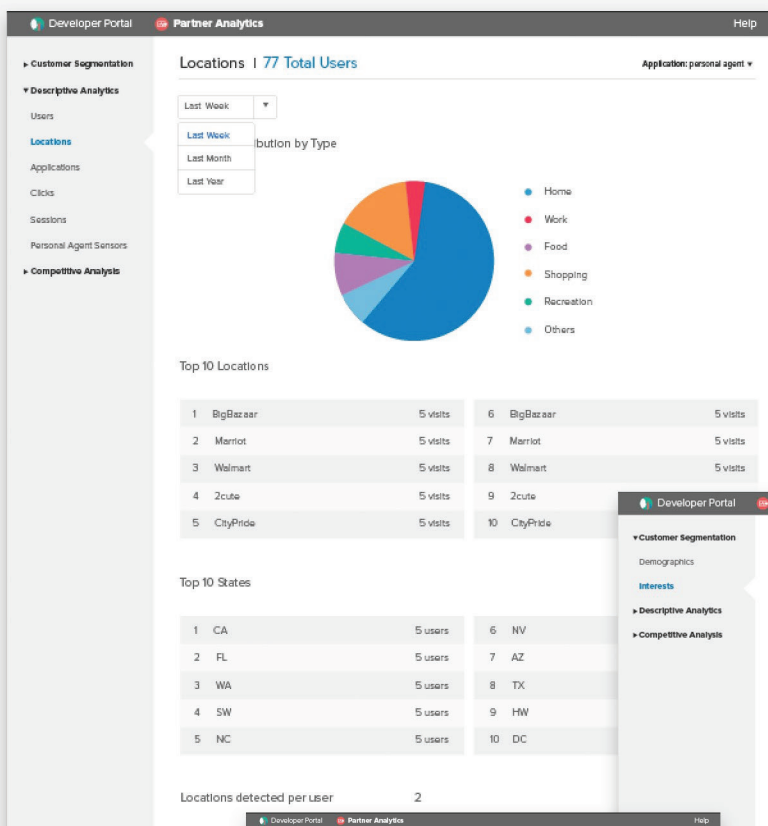 Developer Portal Partner Analytics Help
Customer Segmentation
Descriptive Analytics
Users
Locations
Applications
Clicks
Sessions
Personal Agent Sensors
Competitive Analysis
Locations | 77 Total Users
Application: personal agent
Last Week
Last Week
Last Month
Last Year
ibution by Type
Home
Work
Food
Shopping
Recreation
Others
Top 10 Locations
1 BigBazaar 5 visits 6 BigBazaar 5 visits
2 Marriot 5 visits 7 Marriot 5 visits
3 Walmart 5 visits 8 Walmart 5 visits
4 2cute 5 visits 9 2cute
5 CityPride 5 visits 10 CityPride
Top 10 States
1 CA 5 users 6 NV
2 FL 5 users 7 AZ
3 WA 5 users 8 TX
4 SW 5 users 9 HW
5 NC 5 users 10 DC
Locations detected per user 2
Developer Portal
Customer Segmentation
Demographics
Interests
Descriptive Analytics
Competitive Analysis
Developer Portal Partner Analytics Help